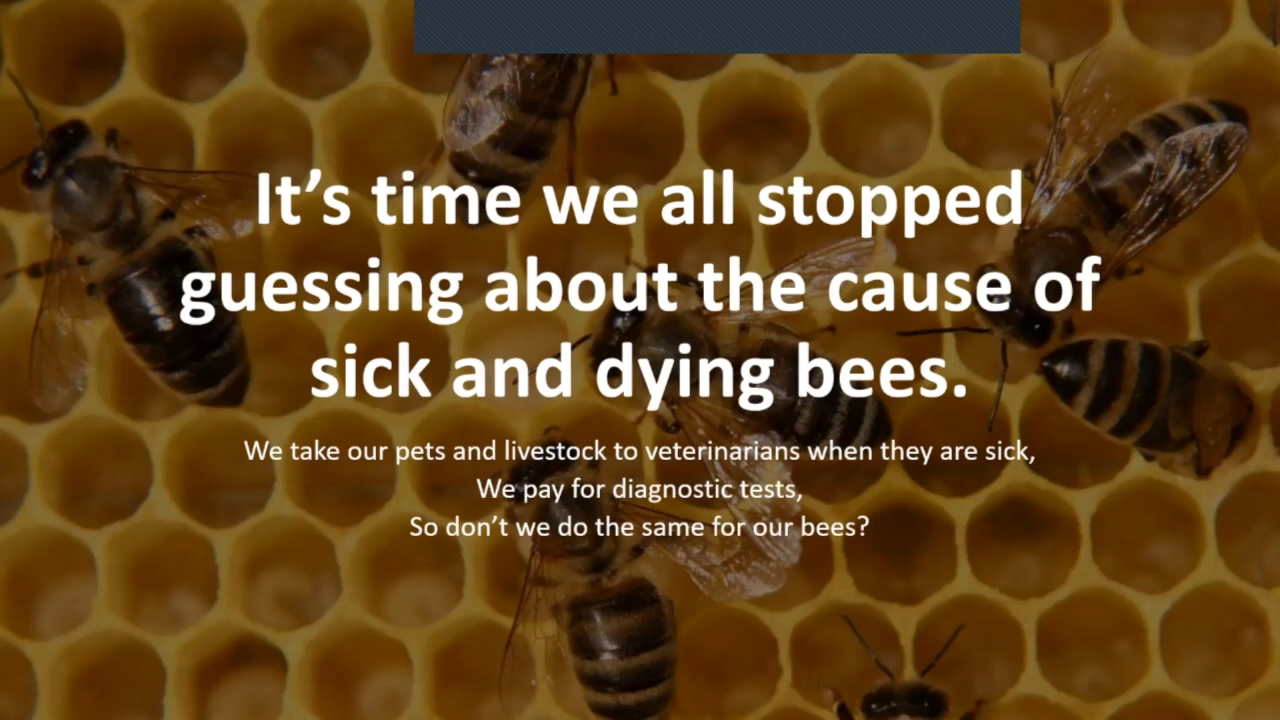 It’s time we all stopped
guessing about the cause of
sick and dying bees.
We take our pets and livestock to veterinarians when they are sick,
We pay for diagnostic tests,
So don’t we do the same for our bees?